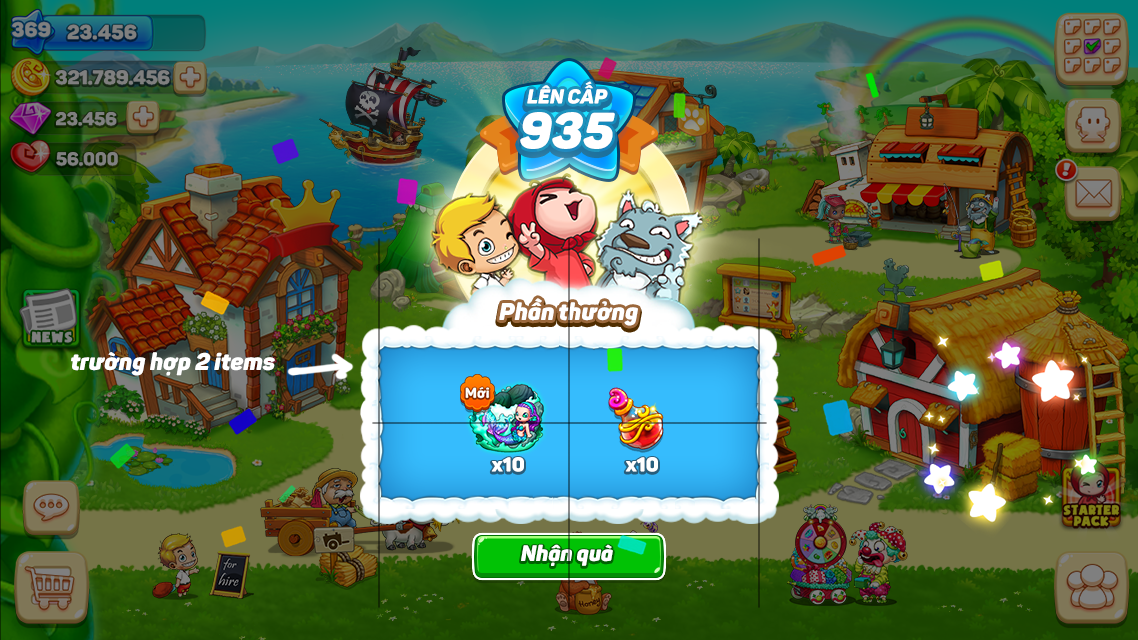 369 23.456
321.789.456
23.456
56.000
LÊN CẤP
935
Phần thưởng
NEWS
trường hợp 2 items
Mới
x10 x10
Nhận quà
for
hire
Honey
STARTER
PACK